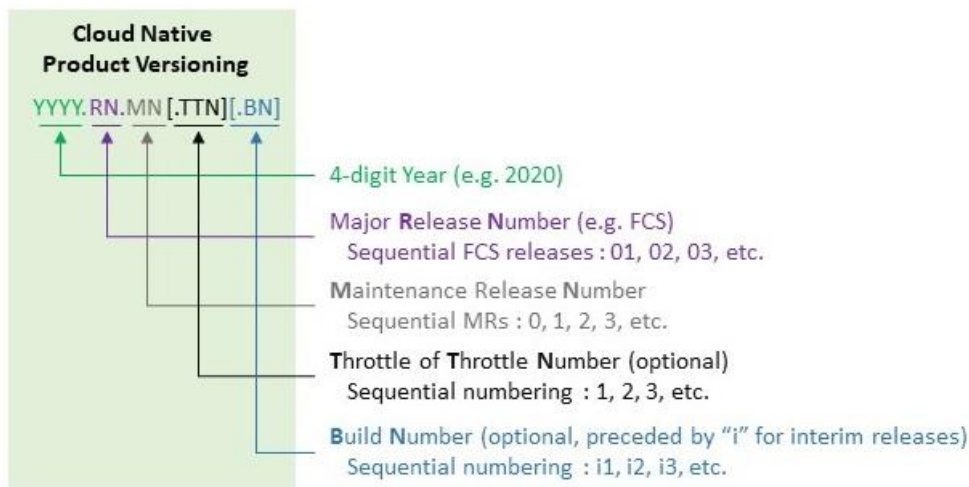 Cloud Native
Product Versioning
YYYY.RN.MN[.TTN][.BN]
4-digit Year (e.g. 2020)
Major Release Number (e.g. FCS)
Sequential FCS releases : 01, 02, 03, etc.
Maintenance Release Number
Sequential MRs : 0, 1, 2, 3, etc.
Throttle of Throttle Number (optional)
Sequential numbering : 1, 2, 3, etc.
Build Number (optional, preceded by “i” for interim releases)
Sequential numbering : i1, i2, i3, etc.